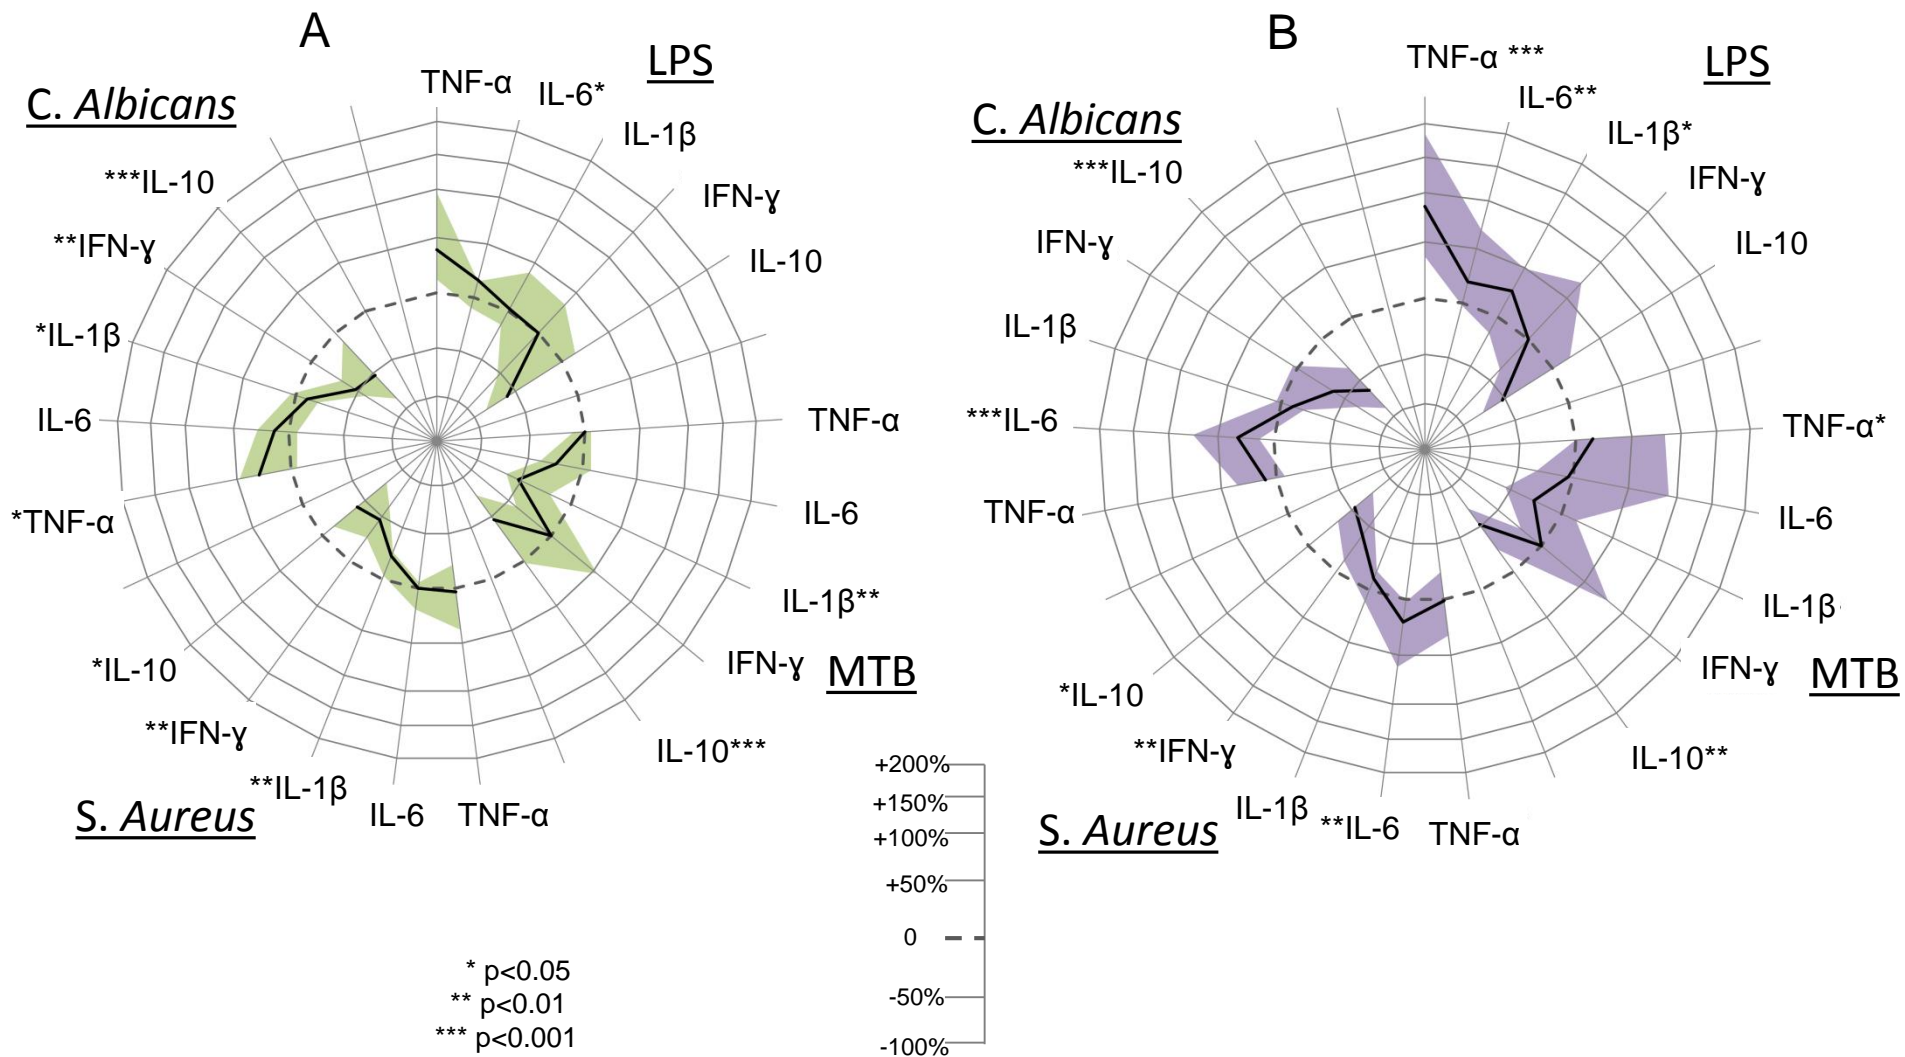 A
C. Albicans
LPS
TNF-α
IL-6*
IL-1β
IFN-ɣ
IL-10
TNF-α
IL-6
IL-1β**
IFN-ɣ
MTB
IL-10***
TNF-α
IL-6
**IL-1β
**IFN-ɣ
*IL-10
S. Aureus
*TNF-α
IL-6
*IL-1β
**IFN-ɣ
***IL-10
B
C. Albicans
LPS
TNF-α ***
IL-6**
IL-1β*
IFN-ɣ
IL-10
TNF-α*
IL-6
IL-1β
IFN-ɣ
MTB
IL-10**
TNF-α
**IL-6
IL-1β
**IFN-ɣ
*IL-10
S. Aureus
TNF-α
***IL-6
IL-1β
IFN-ɣ
***IL-10
+200%
+150%
+100%
+50%
0
-50%
-100%
* p<0.05
** p<0.01
*** p<0.001